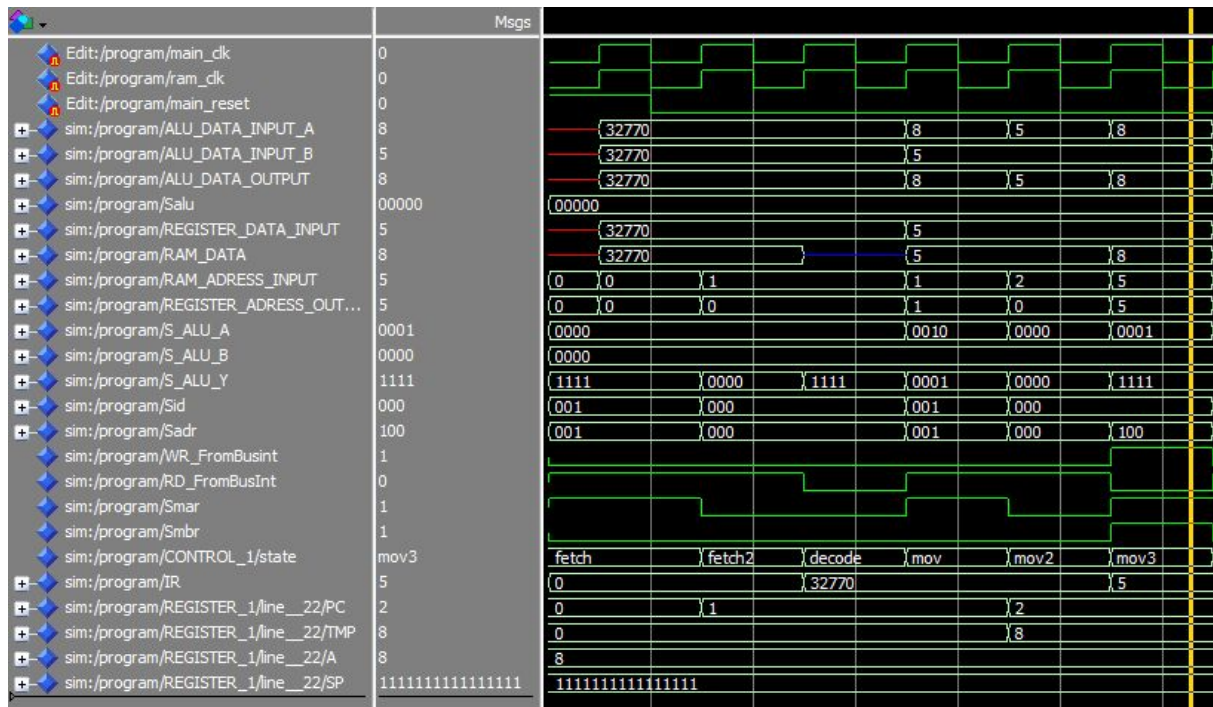 Msgs
Edit:/program/main_clk 0
Edit:/program/ram_clk 0
Edit:/program/main_reset 0
sim:/program/ALU_DATA_INPUT_A 8 32770 8 5 8
sim:/program/ALU_DATA_INPUT_B 5 32770 5
sim:/program/ALU_DATA_OUTPUT 8 32770 8 5 8
sim:/program/Salu 00000 00000
sim:/program/REGISTER_DATA_INPUT 5 32770 5
sim:/program/RAM_DATA 8 32770 5 8
sim:/program/RAM_ADRESS_INPUT 5 0 0 1 1 2 5
sim:/program/REGISTER_ADRESS_OUT... 5 0 0 0 1 0 5
sim:/program/S_ALU_A 0001 0000 0010 0000 0001
sim:/program/S_ALU_B 0000 0000
sim:/program/S_ALU_Y 1111 1111 0000 1111 0001 0000 1111
sim:/program/Sid 000 001 000 001 000
sim:/program/Sadr 100 001 000 001 000 100
sim:/program/WR_FromBusint 1
sim:/program/RD_FromBusInt 0
sim:/program/Smar 1
sim:/program/Smbr 1
sim:/program/CONTROL_1/state mov3 fetch fetch2 decode mov mov2 mov3
sim:/program/IR 5 0 32770 5
sim:/program/REGISTER_1/line__22/PC 2 0 1 2
sim:/program/REGISTER_1/line__22/TMP 8 0 8
sim:/program/REGISTER_1/line__22/A 8 8
sim:/program/REGISTER_1/line__22/SP 1111111111111111 1111111111111111